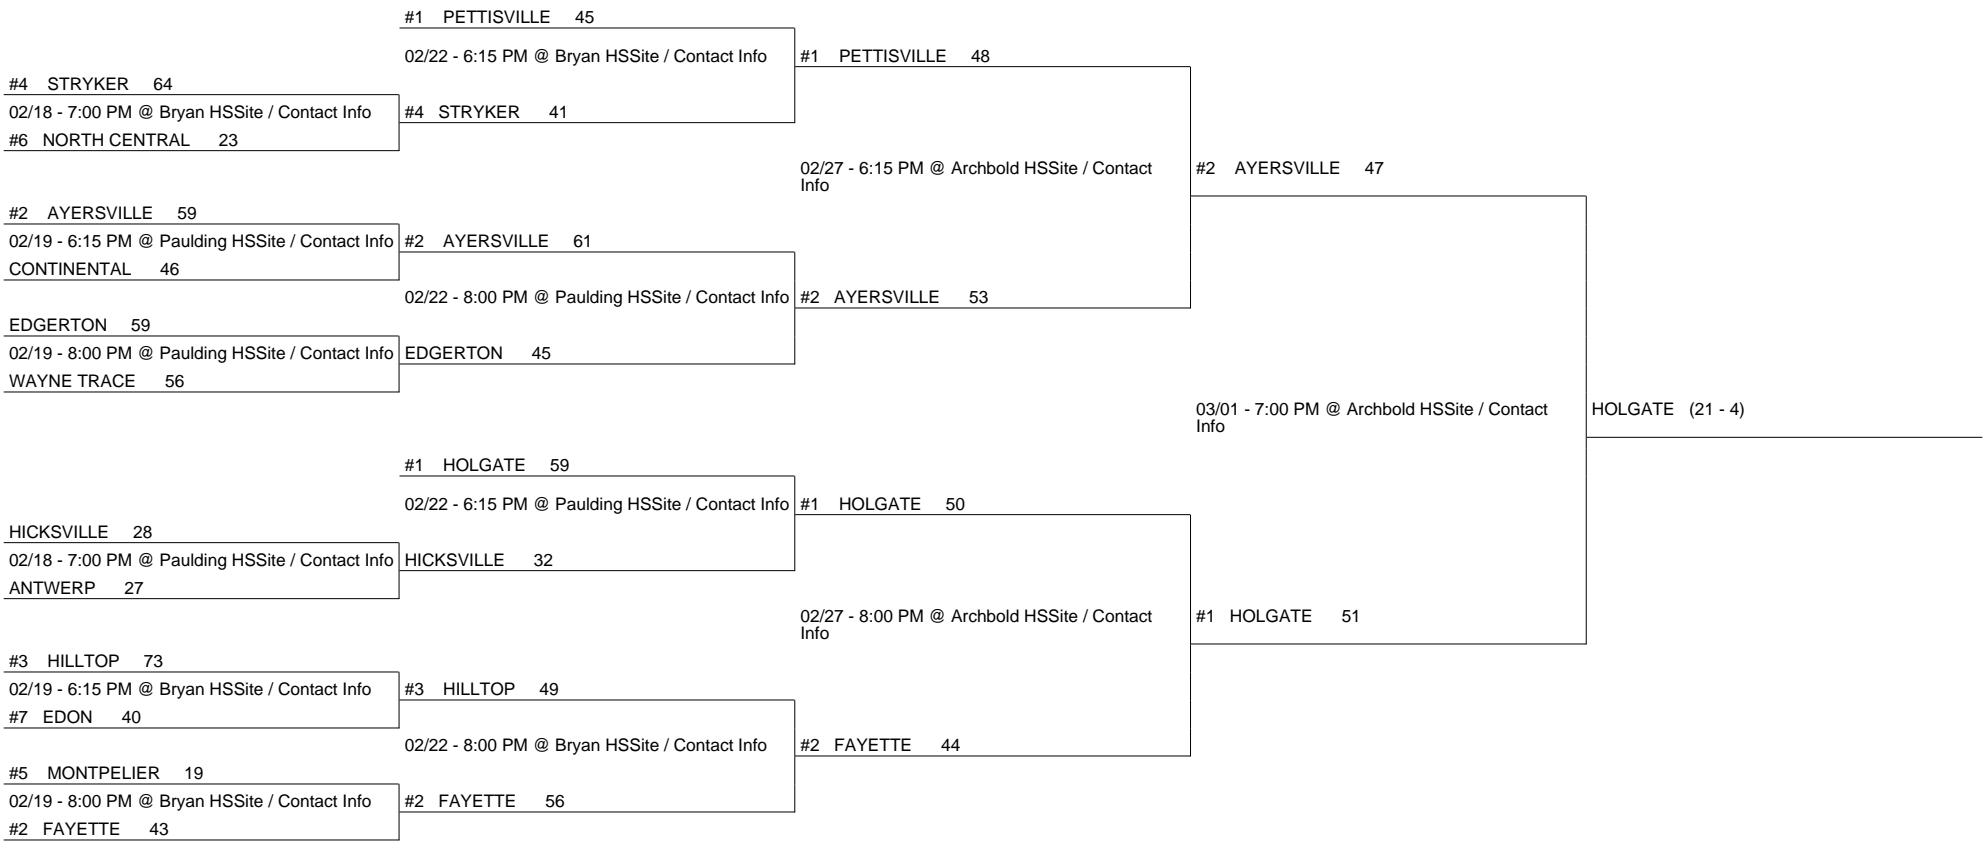 #1 PETTISVILLE 45
02/22 - 6:15 PM @ Bryan HSSite / Contact Info
#1 PETTISVILLE 48
#4 STRYKER 64
02/18 - 7:00 PM @ Bryan HSSite / Contact Info
#4 STRYKER 41
#6 NORTH CENTRAL 23
02/27 - 6:15 PM @ Archbold HSSite / Contact
Info
#2 AYERSVILLE 47
#2 AYERSVILLE 59
02/19 - 6:15 PM @ Paulding HSSite / Contact Info
#2 AYERSVILLE 61
CONTINENTAL 46
02/22 - 8:00 PM @ Paulding HSSite / Contact Info
#2 AYERSVILLE 53
EDGERTON 59
02/19 - 8:00 PM @ Paulding HSSite / Contact Info
EDGERTON 45
WAYNE TRACE 56
03/01 - 7:00 PM @ Archbold HSSite / Contact
Info
HOLGATE (21 - 4)
#1 HOLGATE 59
02/22 - 6:15 PM @ Paulding HSSite / Contact Info
#1 HOLGATE 50
HICKSVILLE 28
02/18 - 7:00 PM @ Paulding HSSite / Contact Info
HICKSVILLE 32
ANTWERP 27
02/27 - 8:00 PM @ Archbold HSSite / Contact
Info
#1 HOLGATE 51
#3 HILLTOP 73
02/19 - 6:15 PM @ Bryan HSSite / Contact Info
#3 HILLTOP 49
#7 EDON 40
02/22 - 8:00 PM @ Bryan HSSite / Contact Info
#2 FAYETTE 44
#5 MONTPELIER 19
02/19 - 8:00 PM @ Bryan HSSite / Contact Info
#2 FAYETTE 56
#2 FAYETTE 43